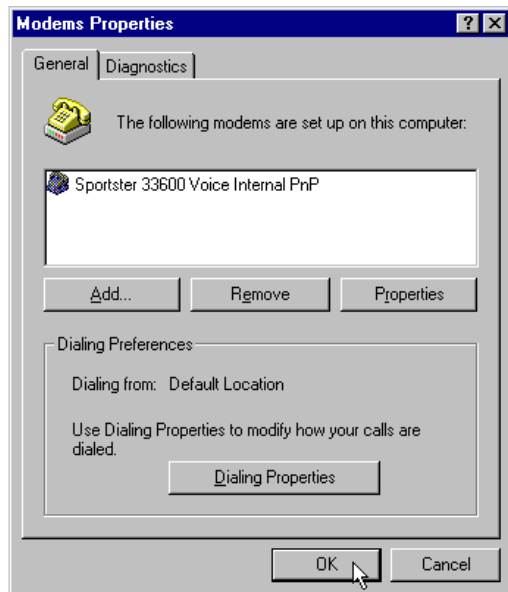 Modems Properties
General Diagnostics
The following modems are set up on this computer:
Sportster 33600 Voice Internal PnP
Add... Remove Properties
Dialing Preferences
Dialing from: Default Location
Use Dialing Properties to modify how your calls are
dialed.
Dialing Properties
OK Cancel